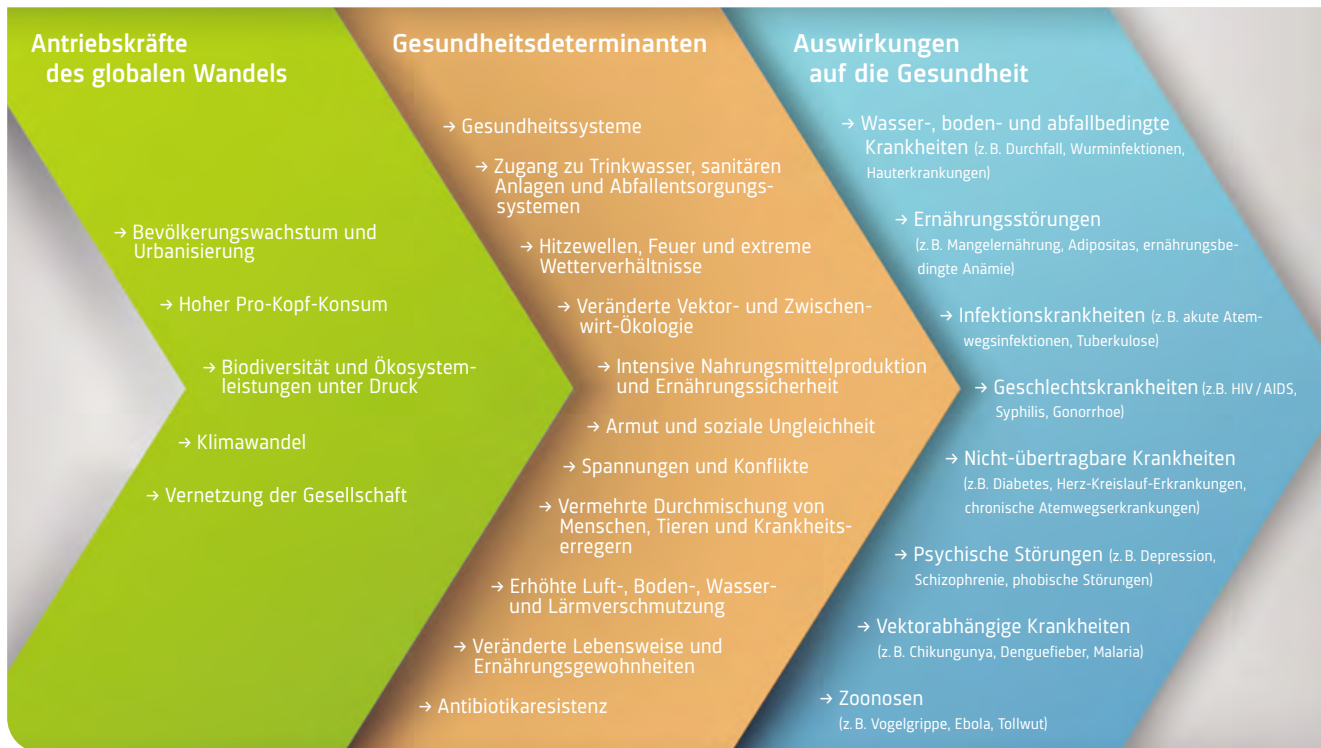 Antriebskräfte
des globalen Wandels
→ Bevölkerungswachstum und
Urbanisierung
→ Hoher Pro-Kopf-Konsum
→ Biodiversität und Ökosystem-
leistungen unter Druck
→ Klimawandel
→ Vernetzung der Gesellschaft
Gesundheitsdeterminanten
→ Gesundheitssysteme
→ Zugang zu Trinkwasser, sanitären
Anlagen und Abfallentsorgungs-
systemen
→ Hitzewellen, Feuer und extreme
Wetterverhältnisse
→ Veränderte Vektor- und Zwischen-
wirt-Ökologie
→ Intensive Nahrungsmittelproduktion
und Ernährungssicherheit
→ Armut und soziale Ungleichheit
→ Spannungen und Konflikte
→ Vermehrte Durchmischung von
Menschen, Tieren und Krankheits-
erregern
→ Erhöhte Luft-, Boden-, Wasser-
und Lärmverschmutzung
→ Veränderte Lebensweise und
Ernährungsgewohnheiten
→ Antibiotikaresistenz
Auswirkungen
auf die Gesundheit
→ Wasser-, boden- und abfallbedingte
Krankheiten (z. B. Durchfall, Wurminfektionen,
Hauterkrankungen)
→ Ernährungsstörungen
(z. B. Mangelernährung, Adipositas, ernährungsbe-
dingte Anämie)
→ Infektionskrankheiten (z. B. akute Atem-
wegsinfektionen, Tuberkulose)
→ Geschlechtskrankheiten (z.B. HIV / AIDS,
Syphilis, Gonorrhoe)
→ Nicht-übertragbare Krankheiten
(z.B. Diabetes, Herz-Kreislauf-Erkrankungen,
chronische Atemwegserkrankungen)
→ Psychische Störungen (z. B. Depression,
Schizophrenie, phobische Störungen)
→ Vektorabhängige Krankheiten
(z. B. Chikungunya, Denguefieber, Malaria)
→ Zoonosen
(z. B. Vogelgrippe, Ebola, Tollwut)